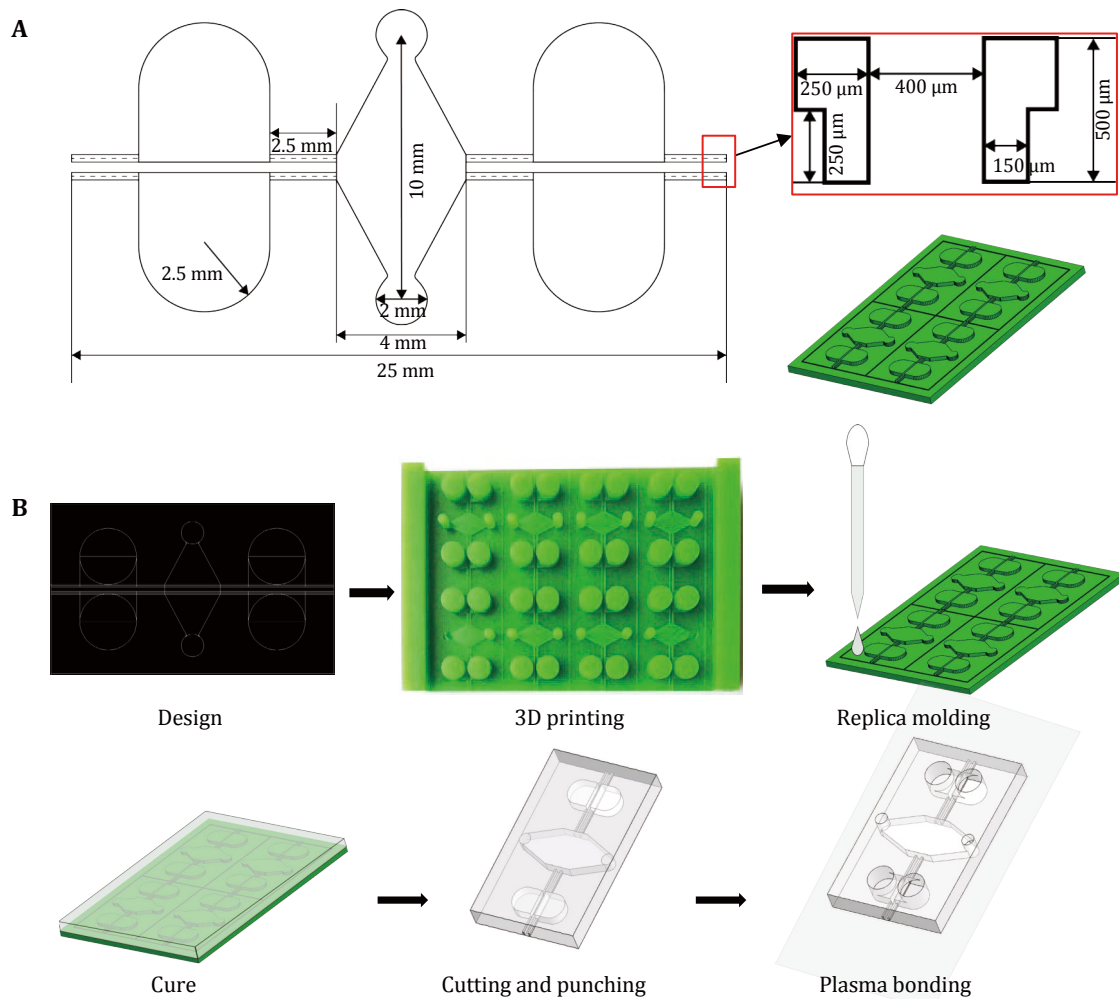 A
250 μm
400 μm
500 μm
250 μm
150 μm
2.5 mm
10 mm
2.5 mm
2 mm
4 mm
25 mm
B
Design
3D printing
Replica molding
Cure
Cutting and punching
Plasma bonding